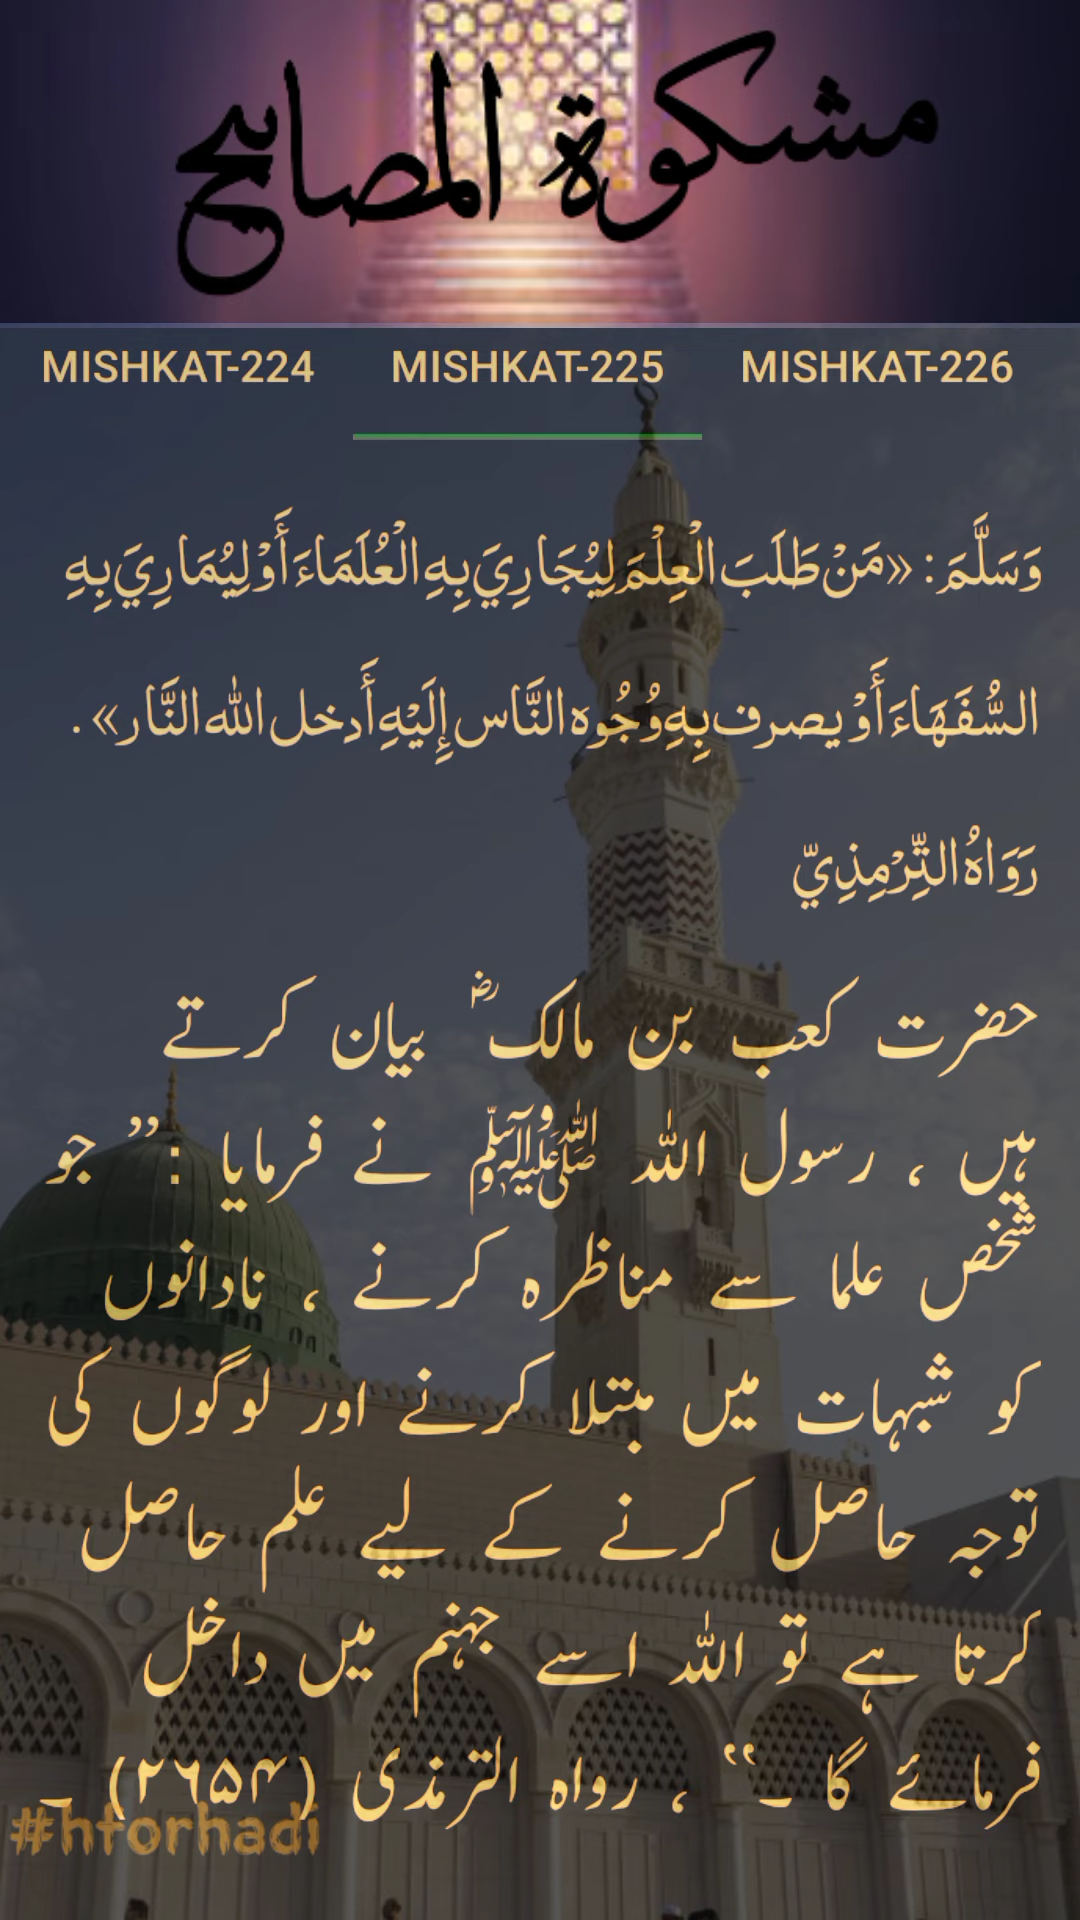 مشكوة المصابيح
MISHKAT-224 MISHKAT-225 MISHKAT-226
وَسَلَّمَ: «مَنْ طَلَبَ الْعِلْمَ لِيُجَارِيَ بِهِ الْعُلَمَاءَ أَوْ لِيُمَارِيَ بِهِ
السُّفَهَاءَ أَوْ يصرف بِهِ وُجُوه النَّاس إِلَيْهِ أَدخل الله النَّار» .
رَوَاهُ التِّرْمِذِيّ
حضرت کعب بن مالک ؓ بیان کرتے
ہیں ، رسول اللہ ﷺ نے فرمایا :’’ جو
شخص علما سے مناظرہ کرنے ، نادانوں
کو شبہات میں مبتلا کرنے اور لوگوں کی
توجہ حاصل کرنے کے لیے علم حاصل
کرتا ہے تو اللہ اسے جہنم میں داخل
فرمائے گا ۔‘‘ ، رواہ الترمذی (۲۶۵۴) ۔
#hforhadi